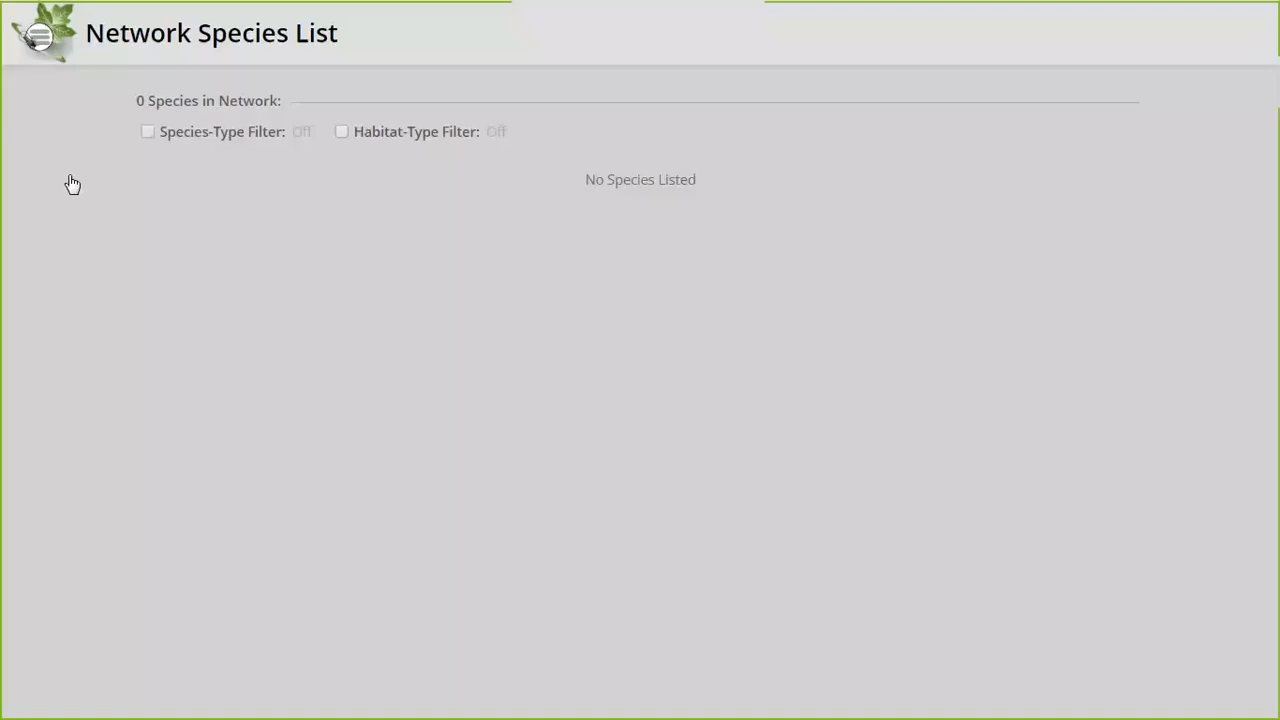 Network Species List
0 Species in Network:
Species-Type Filter: Off Habitat-Type Filter: Off
No Species Listed